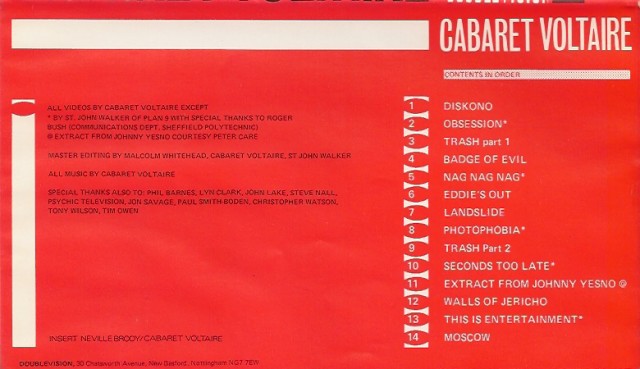 CABARET VOLTAIRE
CONTENTS IN ORDER
ALL VIDEOS BY CABARET VOLTAIRE EXCEPT
* BY ST. JOHN WALKER OF PLAN 9 WITH SPECIAL THANKS TO ROGER
BUSH (COMMUNICATIONS DEPT. SHEFFIELD POLYTECHNIC)
@ EXTRACT FROM JOHNNY YESNO COURTESY PETER CARE
MASTER EDITING BY MALCOLM WHITEHEAD, CABARET VOLTAIRE, ST JOHN WALKER
ALL MUSIC BY CABARET VOLTAIRE
SPECIAL THANKS ALSO TO: PHIL BARNES, LYN CLARK, JOHN LAKE, STEVE NALL,
PSYCHIC TELEVISION, JON SAVAGE, PAUL SMITH-BODEN, CHRISTOPHER WATSON,
TONY WILSON, TIM OWEN
INSERT NEVILLE BRODY/CABARET VOLTAIRE
DOUBLEVISION, 30 Chatsworth Avenue, New Basford, Nottingham NG7 7EW
1 DISKONO
2 OBSESSION*
3 TRASH part 1
4 BADGE OF EVIL
5 NAG NAG NAG*
6 EDDIE'S OUT
7 LANDSLIDE
8 PHOTOPHOBIA*
9 TRASH Part 2
10 SECONDS TOO LATE*
11 EXTRACT FROM JOHNNY YESNO @
12 WALLS OF JERICHO
13 THIS IS ENTERTAINMENT*
14 MOSCOW